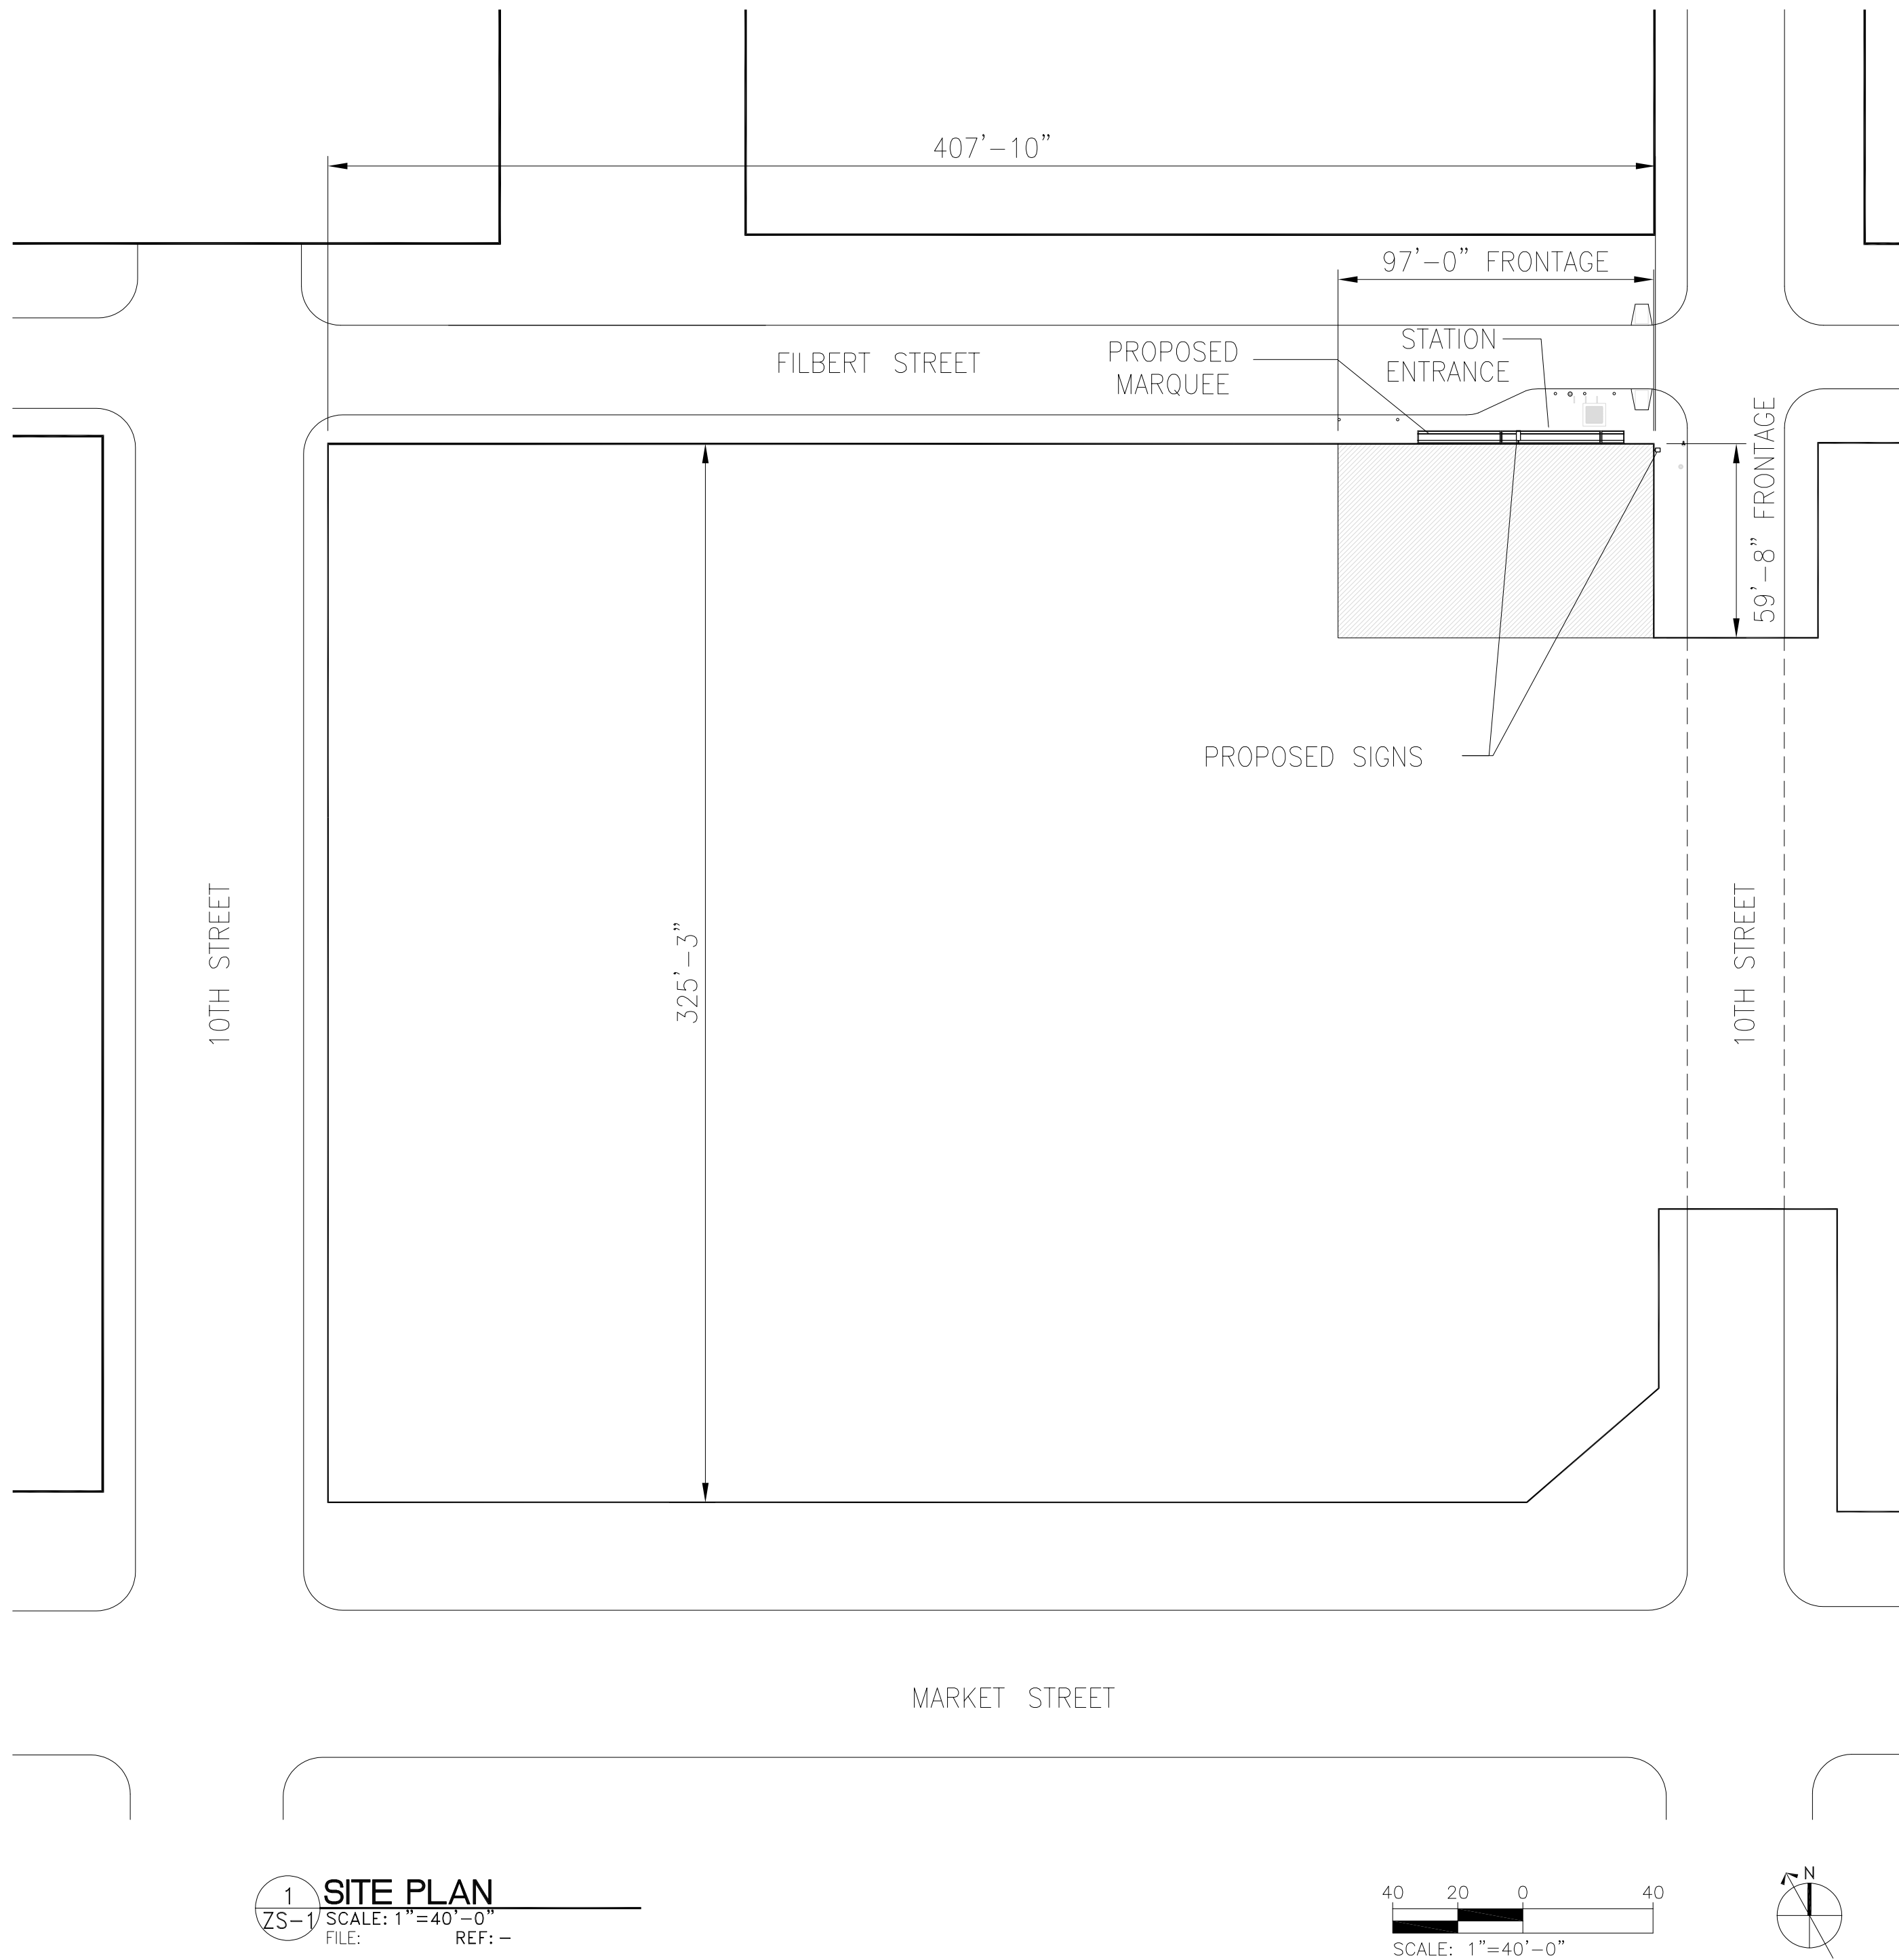 407'-10"
97'-0" FRONTAGE
FILBERT STREET
PROPOSED
MARQUEE
STATION
ENTRANCE
59'-8" FRONTAGE
PROPOSED SIGNS
10TH STREET
325'-3"
10TH STREET
MARKET STREET
1
ZS-1
SITE PLAN
SCALE: 1"=40'-0"
FILE: REF: -
40 20 0 40
SCALE: 1"=40'-0"
N